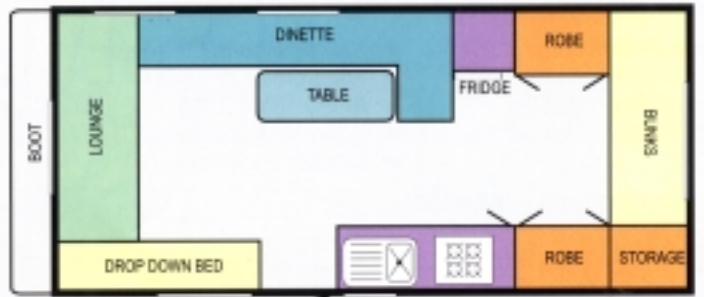 DINETTE
ROBE
TABLE
FRIDGE
BOOT
LOUNGE
BUNKS
DROP DOWN BED
ROBE
STORAGE